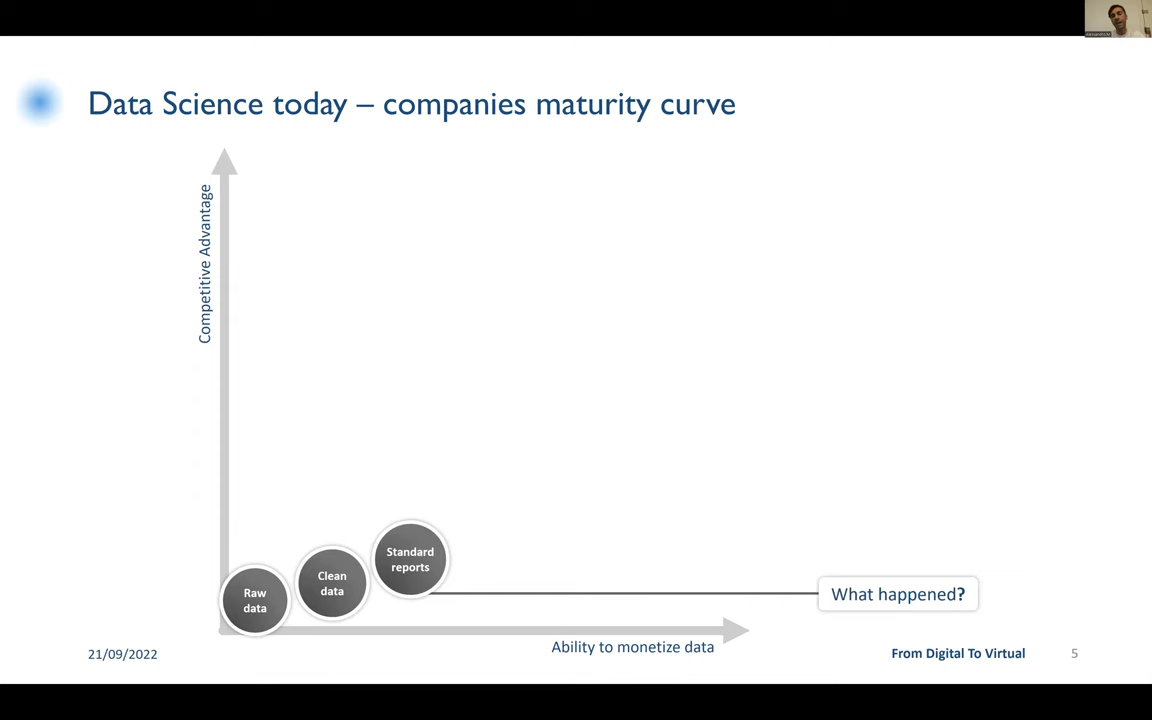 Data Science today – companies maturity curve
Competitive Advantage
Standard
reports
Clean
data
Raw
data
What happened?
Ability to monetize data
21/09/2022
From Digital To Virtual
5